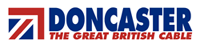 DONCASTER
THE GREAT BRITISH CABLE